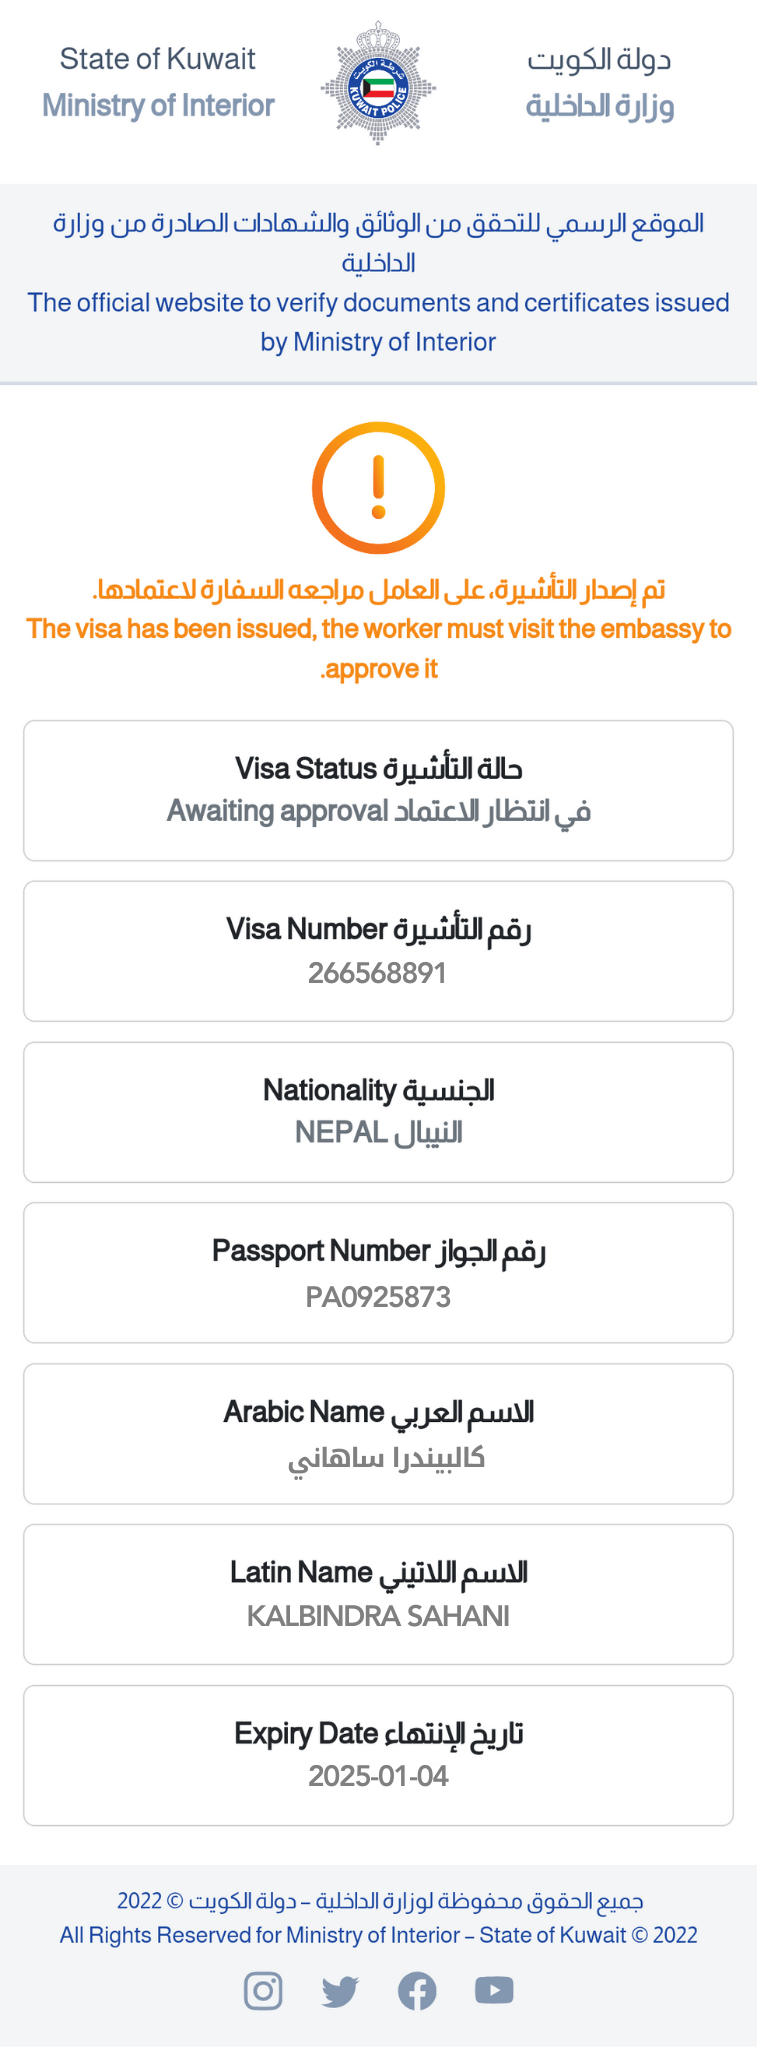 State of Kuwait
Ministry of Interior
شرطة الكويت
KUWAIT POLICE
دولة الكويت
وزارة الداخلية
الموقع الرسمي للتحقق من الوثائق والشهادات الصادرة من وزارة
الداخلية
The official website to verify documents and certificates issued
by Ministry of Interior
تم إصدار التأشيرة، على العامل مراجعه السفارة لاعتمادها.
The visa has been issued, the worker must visit the embassy to
.approve it
Visa Status حالة التأشيرة
Awaiting approval في انتظار الاعتماد
Visa Number رقم التأشيرة
266568891
Nationality الجنسية
NEPAL النيبال
Passport Number رقم الجواز
PA0925873
Arabic Name الاسم العربي
كالبيندرا ساهاني
Latin Name الاسم اللاتيني
KALBINDRA SAHANI
Expiry Date تاريخ الإنتهاء
2025-01-04
جميع الحقوق محفوظة لوزارة الداخلية – دولة الكويت © 2022
All Rights Reserved for Ministry of Interior – State of Kuwait © 2022